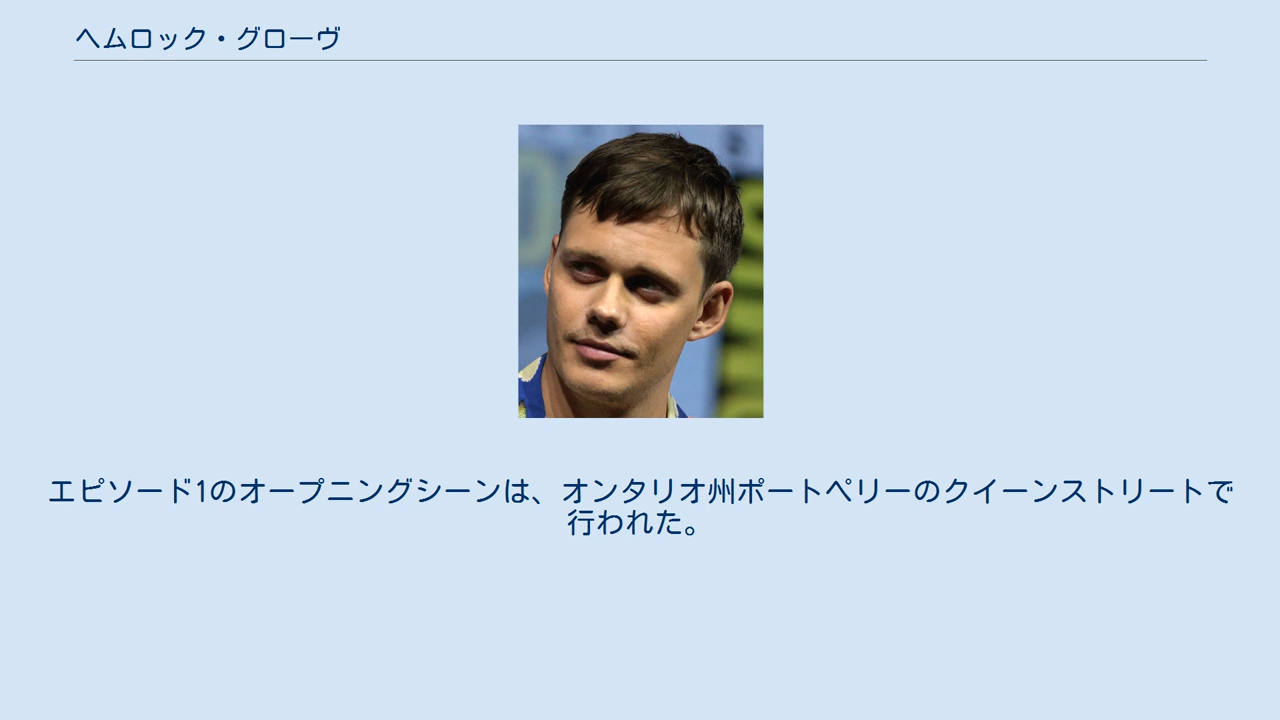 ヘムロック・グローヴ
エピソード1のオープニングシーンは、オンタリオ州ポートペリーのクイーンストリートで
行われた。